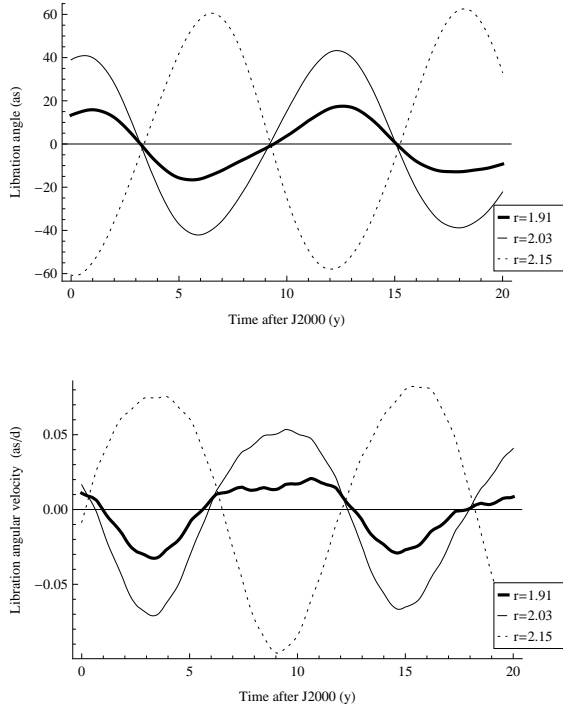 60
40
20
0
−20
−40
−60
Libration angle (as)
0
5
10
15
20
Time after J2000 (y)
r=1.91
r=2.03
r=2.15
0.05
0.00
−0.05
Libration angular velocity (as/d)
0
5
10
15
20
Time after J2000 (y)
r=1.91
r=2.03
r=2.15